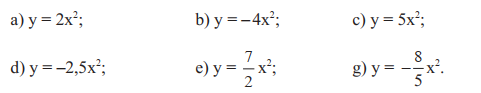 a) y = 2x²; b) y = –4x²; c) y = 5x²;
d) y = –2,5x²; e) y = 7/2 x²; g) y = –8/5 x².